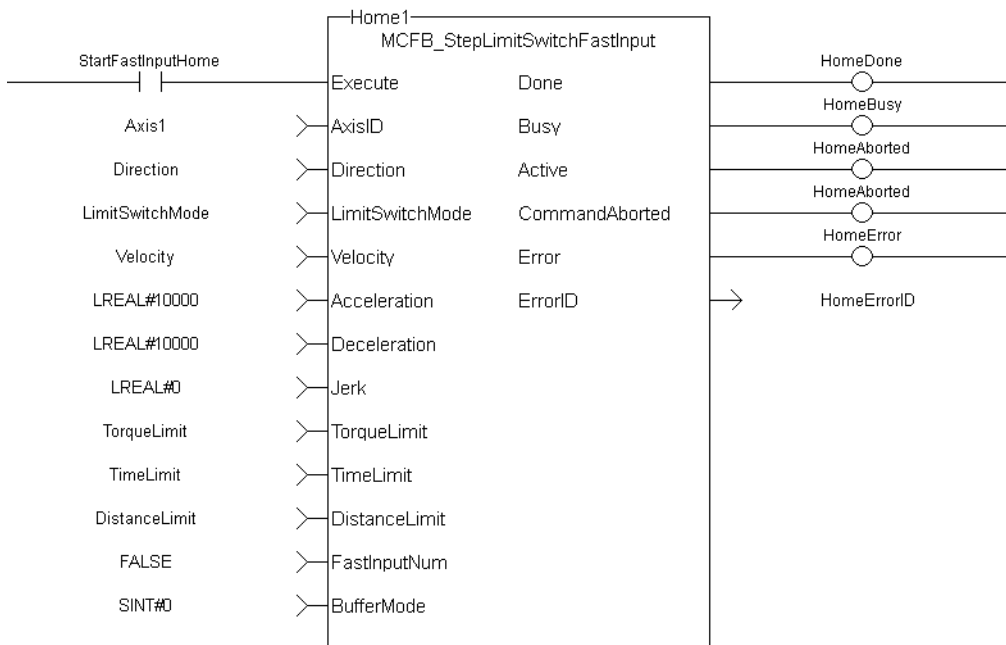 Home1
MCFB_StepLimitSwitchFastInput
StartFastInputHome HomeDone
Execute Done
HomeBusy
Axis1 AxisID Busy
HomeAborted
Direction Direction Active
HomeAborted
LimitSwitchMode LimitSwitchMode CommandAborted
HomeError
Velocity Velocity Error
LREAL#10000 Acceleration ErrorID HomeErrorID
LREAL#10000 Deceleration
LREAL#0 Jerk
TorqueLimit TorqueLimit
TimeLimit TimeLimit
DistanceLimit DistanceLimit
FALSE FastInputNum
SINT#0 BufferMode